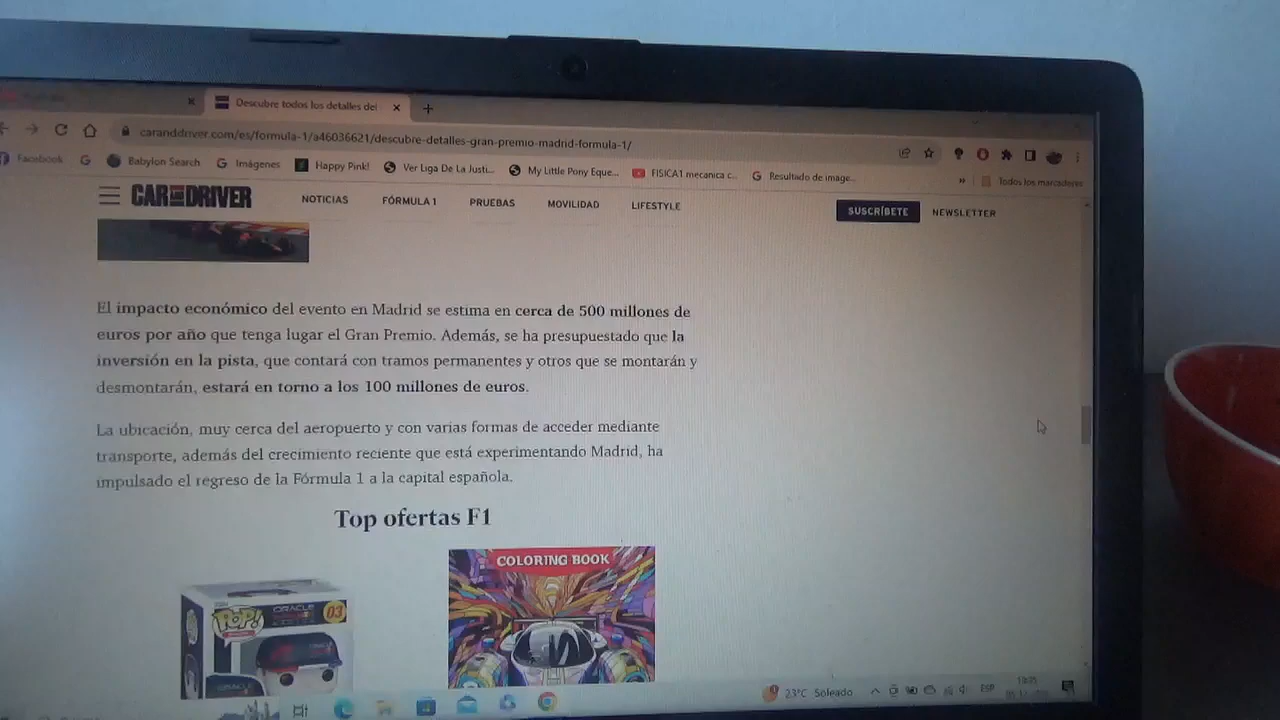 Descubre todos los detalles del
caranddriver.com/es/formula-1/a46036621/descubre-detalles-gran-premio-madrid-formula-1/
Facebook
Babylon Search
Imágenes
Happy Pink!
Ver Liga De La Justi...
My Little Pony Eque...
FISICA1 mecanica c...
Resultado de image...
Todos los marcadores
CAR AND DRIVER
NOTICIAS
FÓRMULA 1
PRUEBAS
MOVILIDAD
LIFESTYLE
SUSCRÍBETE
NEWSLETTER
El impacto económico del evento en Madrid se estima en cerca de 500 millones de
euros por año que tenga lugar el Gran Premio. Además, se ha presupuestado que la
inversión en la pista, que contará con tramos permanentes y otros que se montarán y
desmontarán, estará en torno a los 100 millones de euros.
La ubicación, muy cerca del aeropuerto y con varias formas de acceder mediante
transporte, además del crecimiento reciente que está experimentando Madrid, ha
impulsado el regreso de la Fórmula 1 a la capital española.
Top ofertas F1
POP!
ORACLE
03
ORACLE
COLORING BOOK
23°C Soleado
ESP